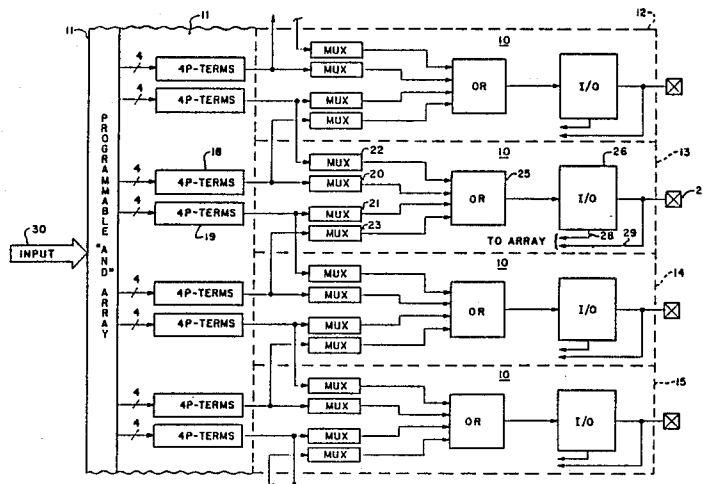 11
11
12
10
MUX
MUX
MUX
MUX
4
4P-TERMS
4
4P-TERMS
OR
I/O
PROGRAMMABLE "AND" ARRAY
30
INPUT
18
4
4P-TERMS
4
4P-TERMS
19
22
MUX
20
MUX
21
MUX
23
MUX
10
25
OR
26
I/O
13
2
TO ARRAY
28
29
4
4P-TERMS
4
4P-TERMS
MUX
MUX
MUX
MUX
10
OR
I/O
14
4
4P-TERMS
4
4P-TERMS
MUX
MUX
MUX
MUX
10
OR
I/O
15